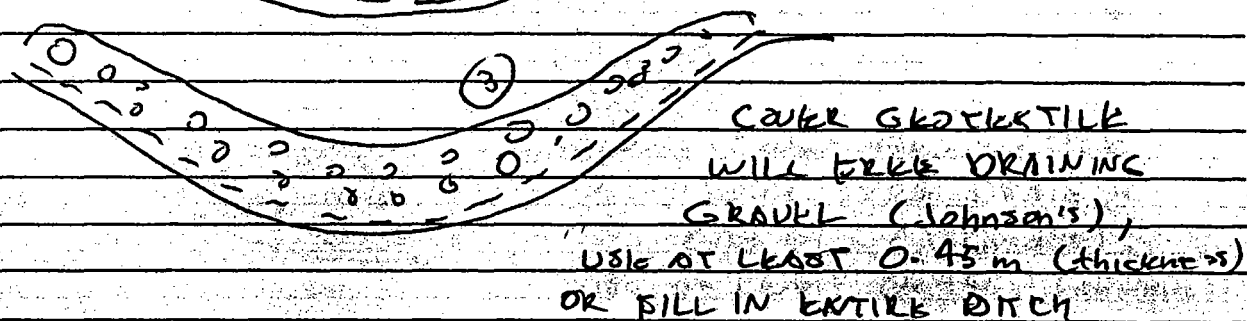 ③
COVER GEOTEXTILE
WILL FREE DRAINING
GRAVEL (Johnson's),
USE AT LEAST 0.45 m (thickness)
OR FILL IN ENTIRE DITCH